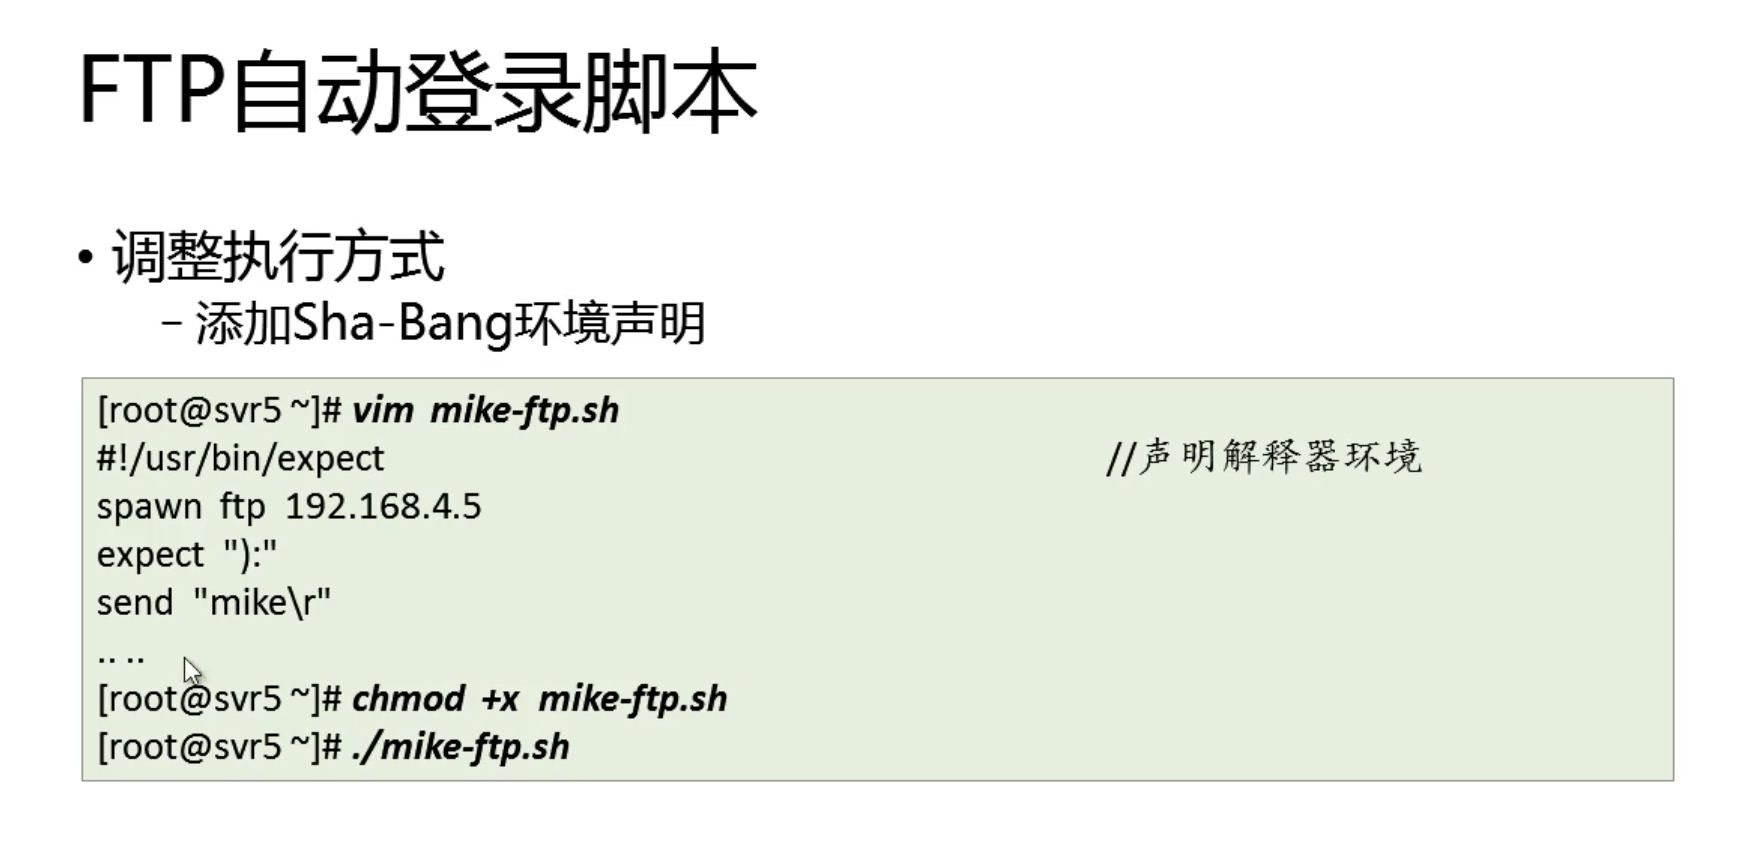 FTP自动登录脚本
• 调整执行方式
– 添加Sha-Bang环境声明
[root@svr5 ~]# vim mike-ftp.sh
#!/usr/bin/expect //声明解释器环境
spawn ftp 192.168.4.5
expect "):"
send "mike\r"
.. ..
[root@svr5 ~]# chmod +x mike-ftp.sh
[root@svr5 ~]# ./mike-ftp.sh